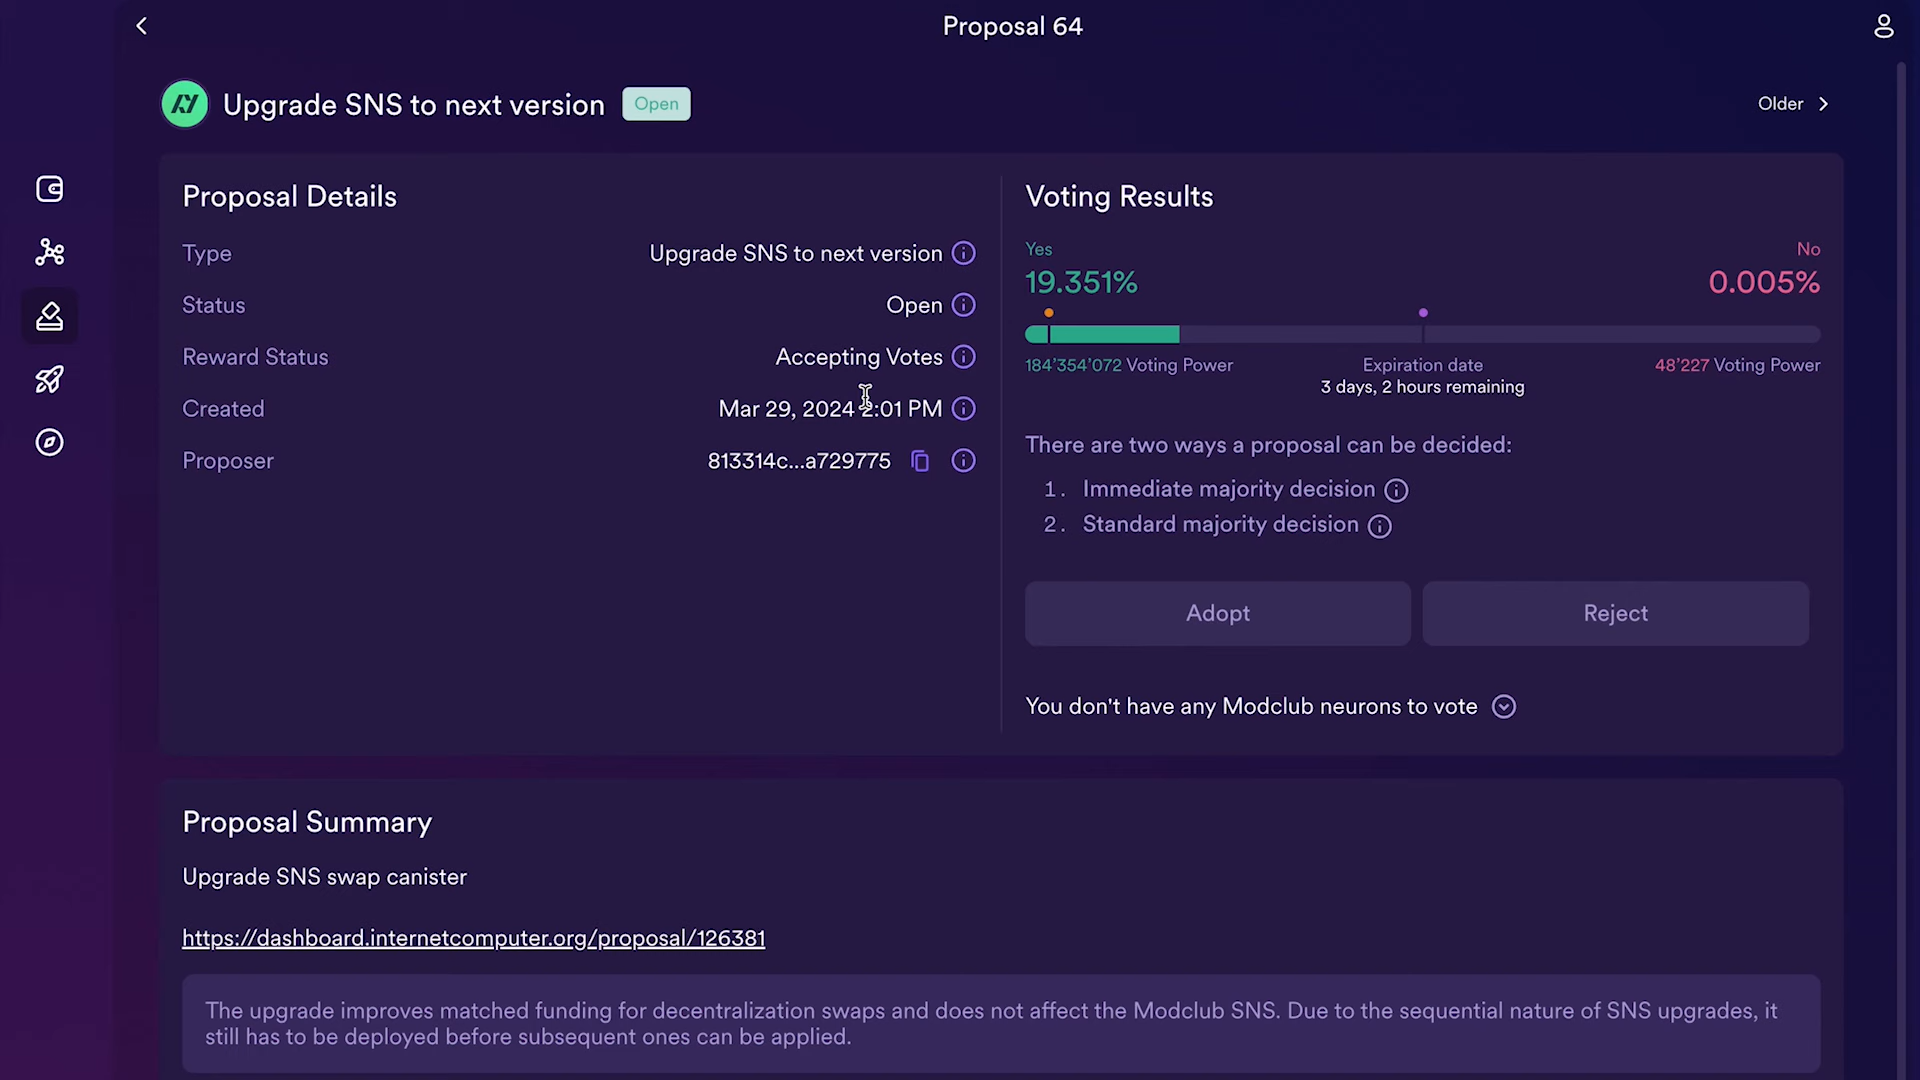 Proposal 64
Upgrade SNS to next version
Open
Older
Proposal Details
Type
Upgrade SNS to next version
Status
Open
Reward Status
Accepting Votes
Created
Mar 29, 2024 2:01 PM
Proposer
813314c...a729775
Voting Results
Yes
No
19.351%
0.005%
184'354'072 Voting Power
Expiration date
48'227 Voting Power
3 days, 2 hours remaining
There are two ways a proposal can be decided:
1. Immediate majority decision
2. Standard majority decision
Adopt
Reject
You don't have any Modclub neurons to vote
Proposal Summary
Upgrade SNS swap canister
https://dashboard.internetcomputer.org/proposal/126381
The upgrade improves matched funding for decentralization swaps and does not affect the Modclub SNS. Due to the sequential nature of SNS upgrades, it
still has to be deployed before subsequent ones can be applied.